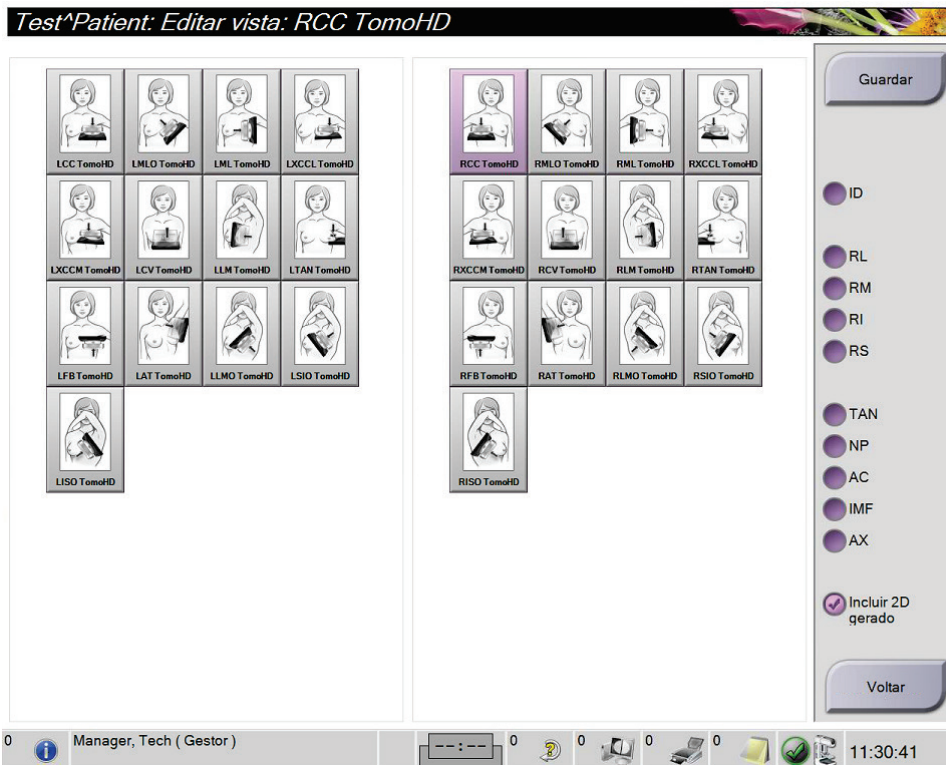 Test^Patient: Editar vista: RCC TomoHD
LCC TomoHD
LMLO TomoHD
LML TomoHD
LXCCL TomoHD
LXCCM TomoHD
LCV TomoHD
LLM TomoHD
LTAN TomoHD
LFB TomoHD
LAT TomoHD
LLMO TomoHD
LSIO TomoHD
LISO TomoHD
RCC TomoHD
RMLO TomoHD
RML TomoHD
RXCCL TomoHD
RXCCM TomoHD
RCV TomoHD
RLM TomoHD
RTAN TomoHD
RFB TomoHD
RAT TomoHD
RLMO TomoHD
RSIO TomoHD
RISO TomoHD
Guardar
ID
RL
RM
RI
RS
TAN
NP
AC
IMF
AX
Incluir 2D
gerado
Voltar
0
Manager, Tech ( Gestor )
--:--
0
0
0
0
11:30:41